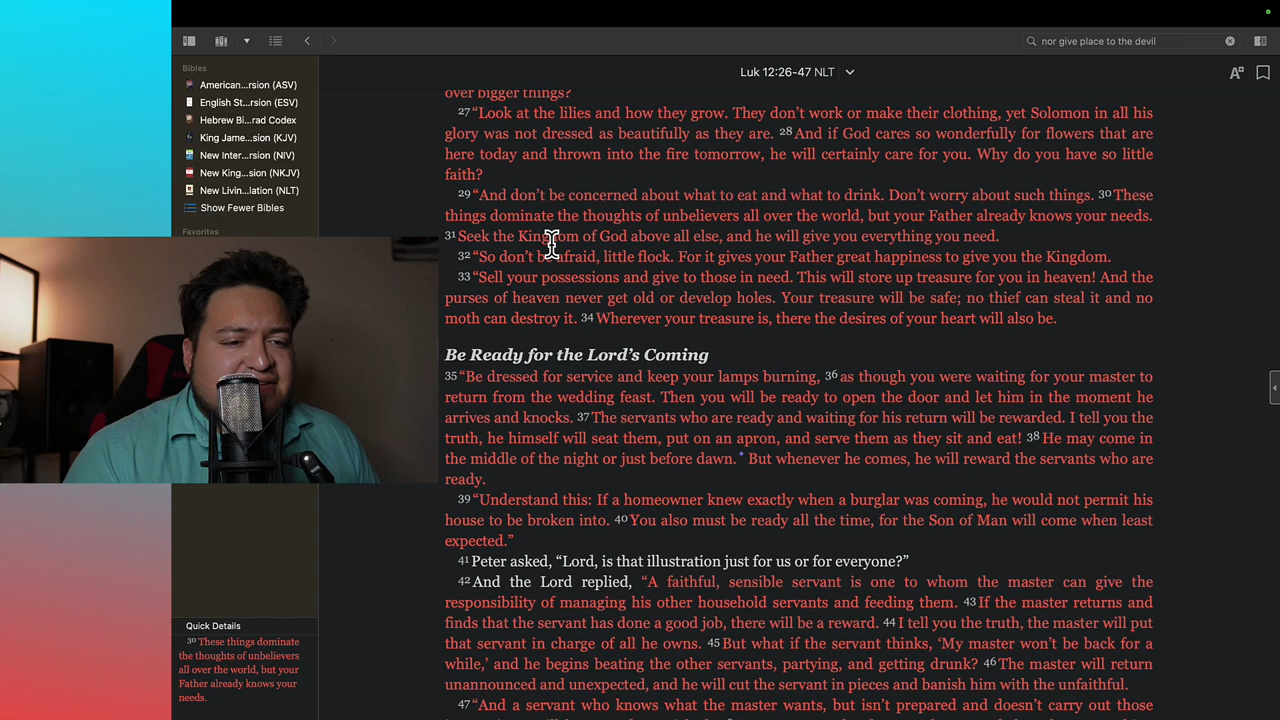 nor give place to the devil
Bibles
American...rsion (ASV)
English St...rsion (ESV)
Hebrew Bi...rad Codex
King Jame...sion (KJV)
New Inter...rsion (NIV)
New King...sion (NKJV)
New Livin...lation (NLT)
Show Fewer Bibles
Favorites
Luk 12:26-47 NLT
over bigger things?
27 “Look at the lilies and how they grow. They don’t work or make their clothing, yet Solomon in all his
glory was not dressed as beautifully as they are. 28 And if God cares so wonderfully for flowers that are
here today and thrown into the fire tomorrow, he will certainly care for you. Why do you have so little
faith?
29 “And don’t be concerned about what to eat and what to drink. Don’t worry about such things. 30 These
things dominate the thoughts of unbelievers all over the world, but your Father already knows your needs.
31 Seek the Kingdom of God above all else, and he will give you everything you need.
32 “So don’t be afraid, little flock. For it gives your Father great happiness to give you the Kingdom.
33 “Sell your possessions and give to those in need. This will store up treasure for you in heaven! And the
purses of heaven never get old or develop holes. Your treasure will be safe; no thief can steal it and no
moth can destroy it. 34 Wherever your treasure is, there the desires of your heart will also be.
Be Ready for the Lord’s Coming
35 “Be dressed for service and keep your lamps burning, 36 as though you were waiting for your master to
return from the wedding feast. Then you will be ready to open the door and let him in the moment he
arrives and knocks. 37 The servants who are ready and waiting for his return will be rewarded. I tell you the
truth, he himself will seat them, put on an apron, and serve them as they sit and eat! 38 He may come in
the middle of the night or just before dawn.* But whenever he comes, he will reward the servants who are
ready.
39 “Understand this: If a homeowner knew exactly when a burglar was coming, he would not permit his
house to be broken into. 40 You also must be ready all the time, for the Son of Man will come when least
expected.”
41 Peter asked, “Lord, is that illustration just for us or for everyone?”
42 And the Lord replied, “A faithful, sensible servant is one to whom the master can give the
responsibility of managing his other household servants and feeding them. 43 If the master returns and
finds that the servant has done a good job, there will be a reward. 44 I tell you the truth, the master will put
that servant in charge of all he owns. 45 But what if the servant thinks, ‘My master won’t be back for a
while,’ and he begins beating the other servants, partying, and getting drunk? 46 The master will return
unannounced and unexpected, and he will cut the servant in pieces and banish him with the unfaithful.
47 “And a servant who knows what the master wants, but isn’t prepared and doesn’t carry out those
Quick Details
30 These things dominate
the thoughts of unbelievers
all over the world, but your
Father already knows your
needs.